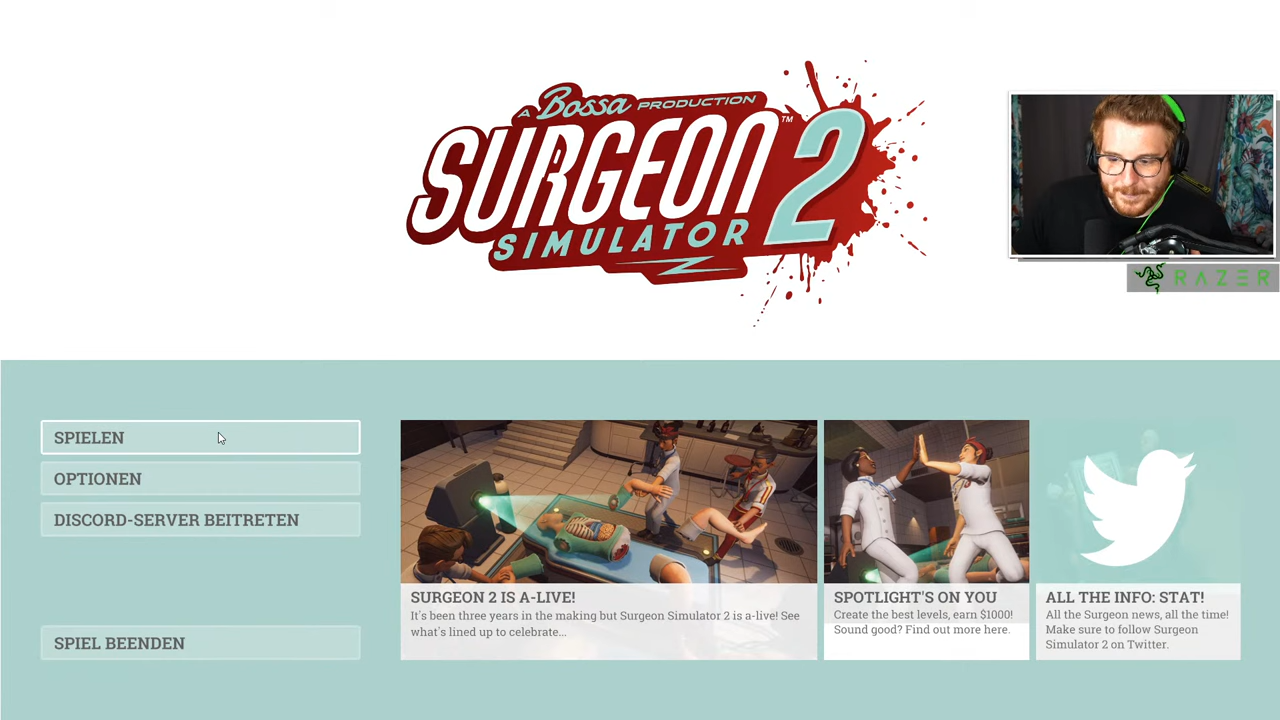 A Bossa PRODUCTION
SURGEON 2™
SIMULATOR
RAZER
SPIELEN
OPTIONEN
DISCORD-SERVER BEITRETEN
SPIEL BEENDEN
SURGEON 2 IS A-LIVE!
It's been three years in the making but Surgeon Simulator 2 is a-live! See
what's lined up to celebrate...
SPOTLIGHT'S ON YOU
Create the best levels, earn $1000!
Sound good? Find out more here.
ALL THE INFO: STAT!
All the Surgeon news, all the time!
Make sure to follow Surgeon
Simulator 2 on Twitter.